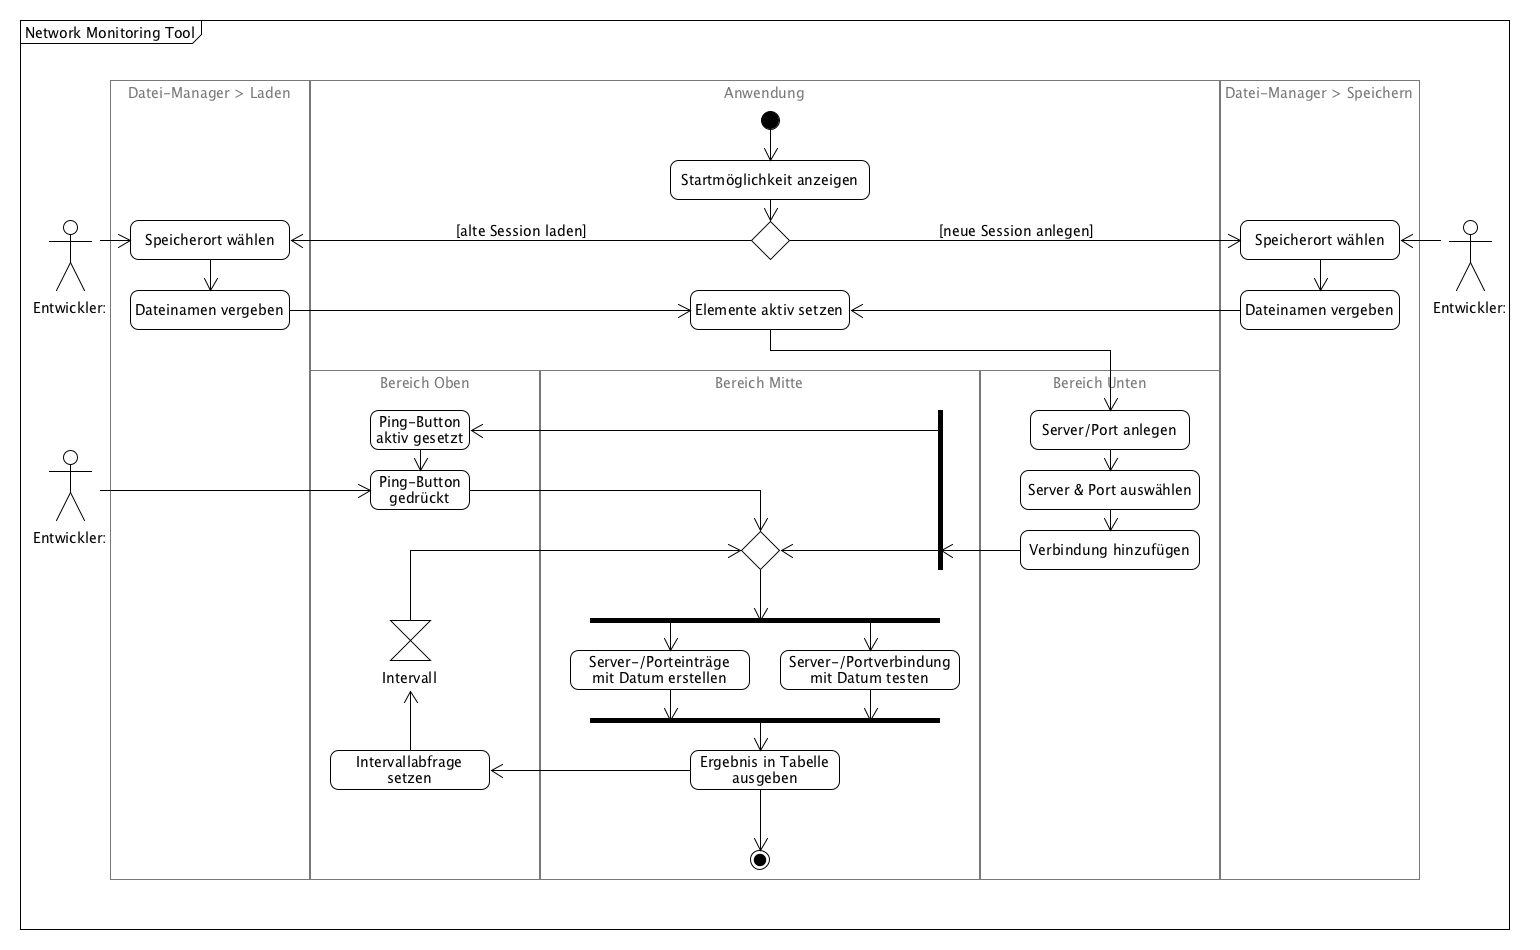 Network Monitoring Tool
Datei-Manager > Laden
Anwendung
Datei-Manager > Speichern
Startmöglichkeit anzeigen
[alte Session laden]
[neue Session anlegen]
Speicherort wählen
Speicherort wählen
Entwickler:
Dateinamen vergeben
Elemente aktiv setzen
Dateinamen vergeben
Entwickler:
Bereich Oben
Bereich Mitte
Bereich Unten
Ping-Button
aktiv gesetzt
Server/Port anlegen
Ping-Button
gedrückt
Server & Port auswählen
Entwickler:
Verbindung hinzufügen
Intervall
Server-/Porteinträge
mit Datum erstellen
Server-/Portverbindung
mit Datum testen
Intervallabfrage
setzen
Ergebnis in Tabelle
ausgeben